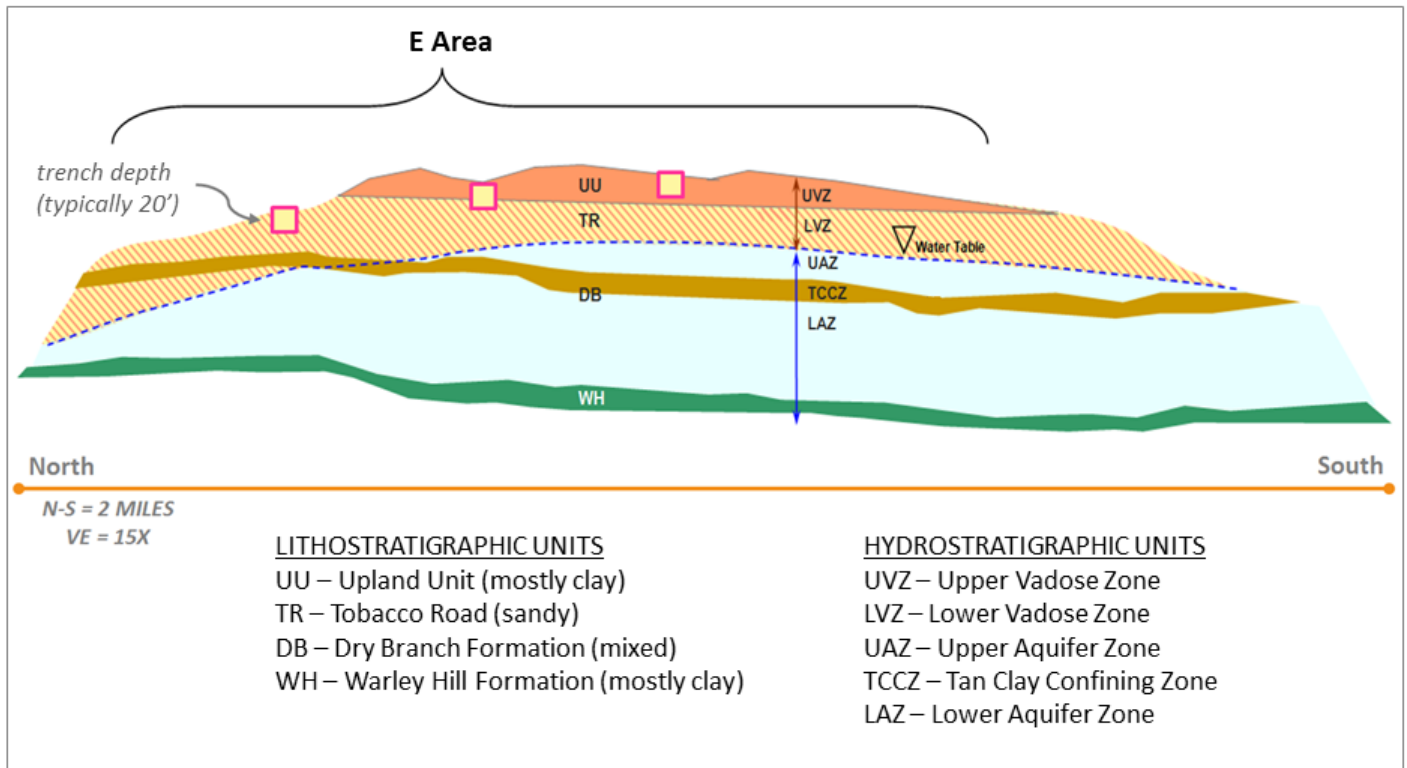 E Area
trench depth
(typically 20’)
UU
UVZ
TR
LVZ
Water Table
UAZ
DB
TCCZ
LAZ
WH
North
South
N-S = 2 MILES
VE = 15X
LITHOSTRATIGRAPHIC UNITS
UU – Upland Unit (mostly clay)
TR – Tobacco Road (sandy)
DB – Dry Branch Formation (mixed)
WH – Warley Hill Formation (mostly clay)
HYDROSTRATIGRAPHIC UNITS
UVZ – Upper Vadose Zone
LVZ – Lower Vadose Zone
UAZ – Upper Aquifer Zone
TCCZ – Tan Clay Confining Zone
LAZ – Lower Aquifer Zone